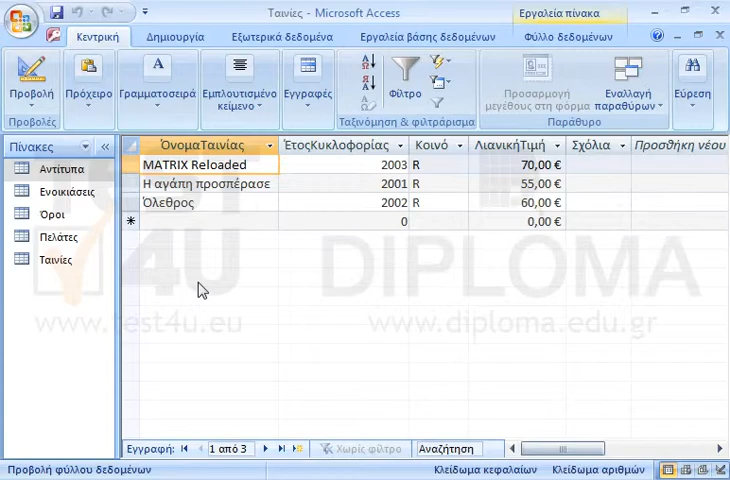 Ταινίες - Microsoft Access
Εργαλεία πίνακα
Κεντρική
Δημιουργία
Εξωτερικά δεδομένα
Εργαλεία βάσης δεδομένων
Φύλλο δεδομένων
Προβολή
Πρόχειρο
Γραμματοσειρά
Εμπλουτισμένο κείμενο
Εγγραφές
Φίλτρο
Προσαρμογή μεγέθους στη φόρμα
Εναλλαγή παραθύρων
Εύρεση
Προβολές
Ταξινόμηση & φιλτράρισμα
Παράθυρο
Πίνακες
Αντίτυπα
Ενοικιάσεις
Όροι
Πελάτες
Ταινίες
ΌνομαΤαινίας ΈτοςΚυκλοφορίας Κοινό ΛιανικήΤιμή Σχόλια Προσθήκη νέου
MATRIX Reloaded 2003 R 70,00 €
Η αγάπη προσπέρασε 2001 55,00 €
Όλεθρος 2002 R 60,00 €
0 0,00 €
TEST 4U DIPLOMA
www.test4u.eu www.diploma.edu.gr
Εγγραφή: 1 από 3 Χωρίς φίλτρο Αναζήτηση
Προβολή φύλλου δεδομένων Κλείδωμα κεφαλαίων Κλείδωμα αριθμών